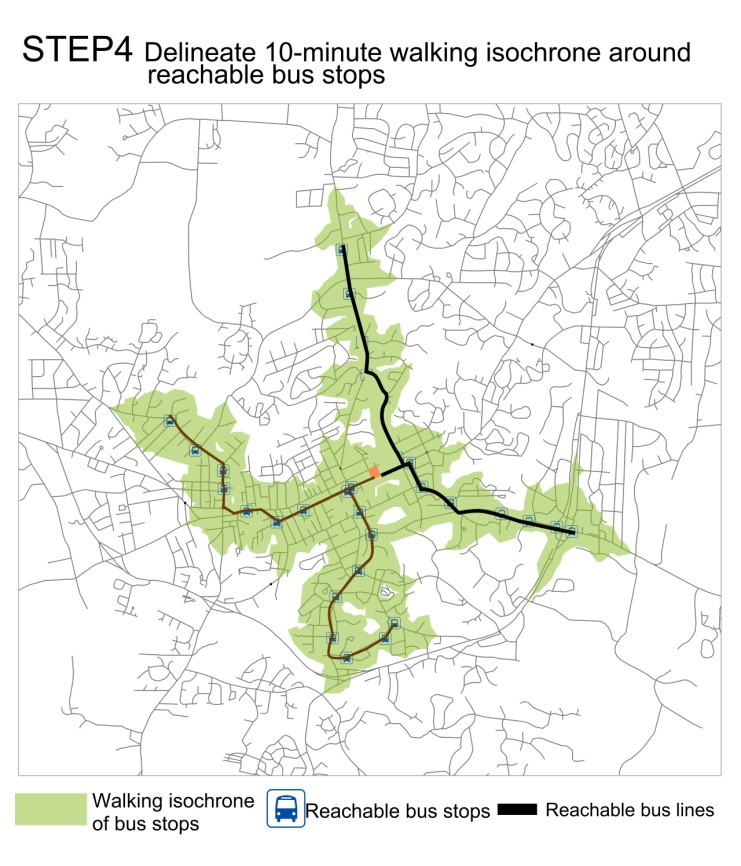 STEP4 Delineate 10-minute walking isochrone around
reachable bus stops
Walking isochrone
of bus stops
Reachable bus stops
Reachable bus lines